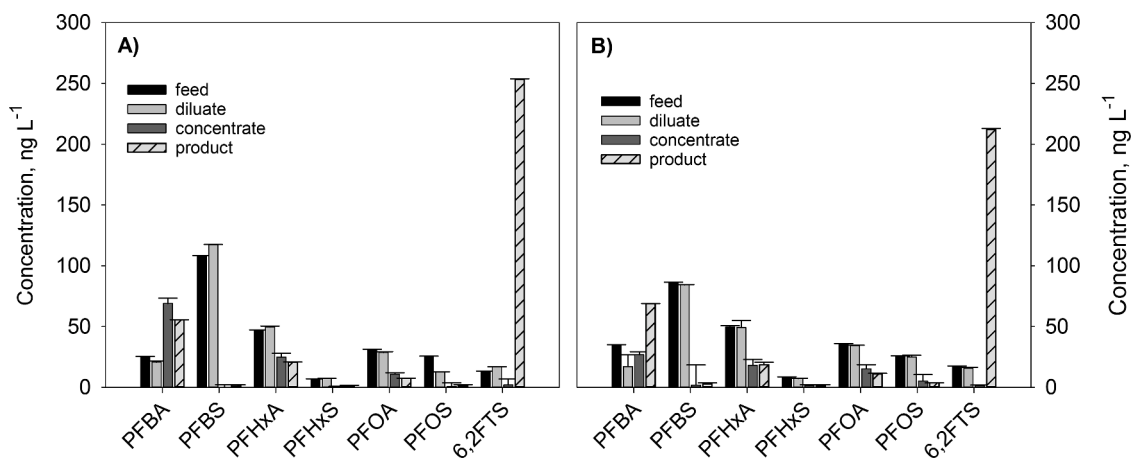 300
250
200
150
100
50
0
Concentration, ng L⁻¹
A)
feed
diluate
concentrate
product
PFBA
PFBS
PFHxA
PFHxS
PFOA
PFOS
6,2FTS
B)
feed
diluate
concentrate
product
PFBA
PFBS
PFHxA
PFHxS
PFOA
PFOS
6,2FTS
300
250
200
150
100
50
0
Concentration, ng L⁻¹